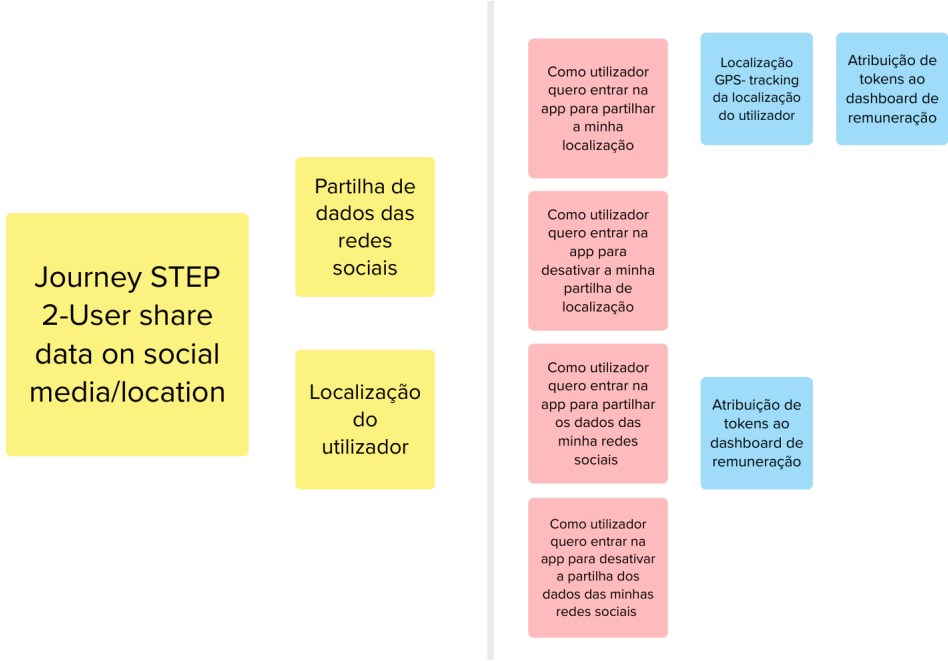 Journey STEP
2-User share
data on social
media/location
Partilha de
dados das
redes
sociais
Localização
do
utilizador
Como utilizador
quero entrar na
app para partilhar
a minha
localização
Localização
GPS- tracking
da localização
do utilizador
Atribuição de
tokens ao
dashboard de
remuneração
Como utilizador
quero entrar na
app para
desativar a minha
partilha de
localização
Como utilizador
quero entrar na
app para partilhar
os dados das
minha redes
sociais
Atribuição de
tokens ao
dashboard de
remuneração
Como utilizador
quero entrar na
app para desativar
a partilha dos
dados das minhas
redes sociais